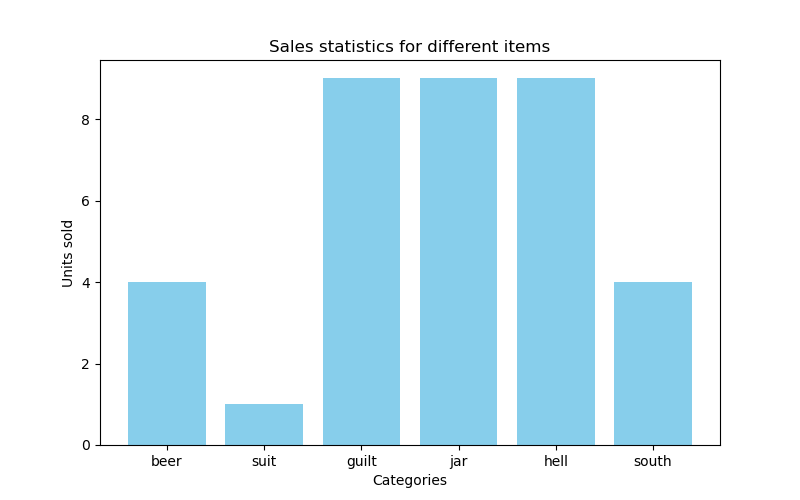 Sales statistics for different items
8
6
4
2
0
Units sold
beer suit guilt jar hell south
Categories